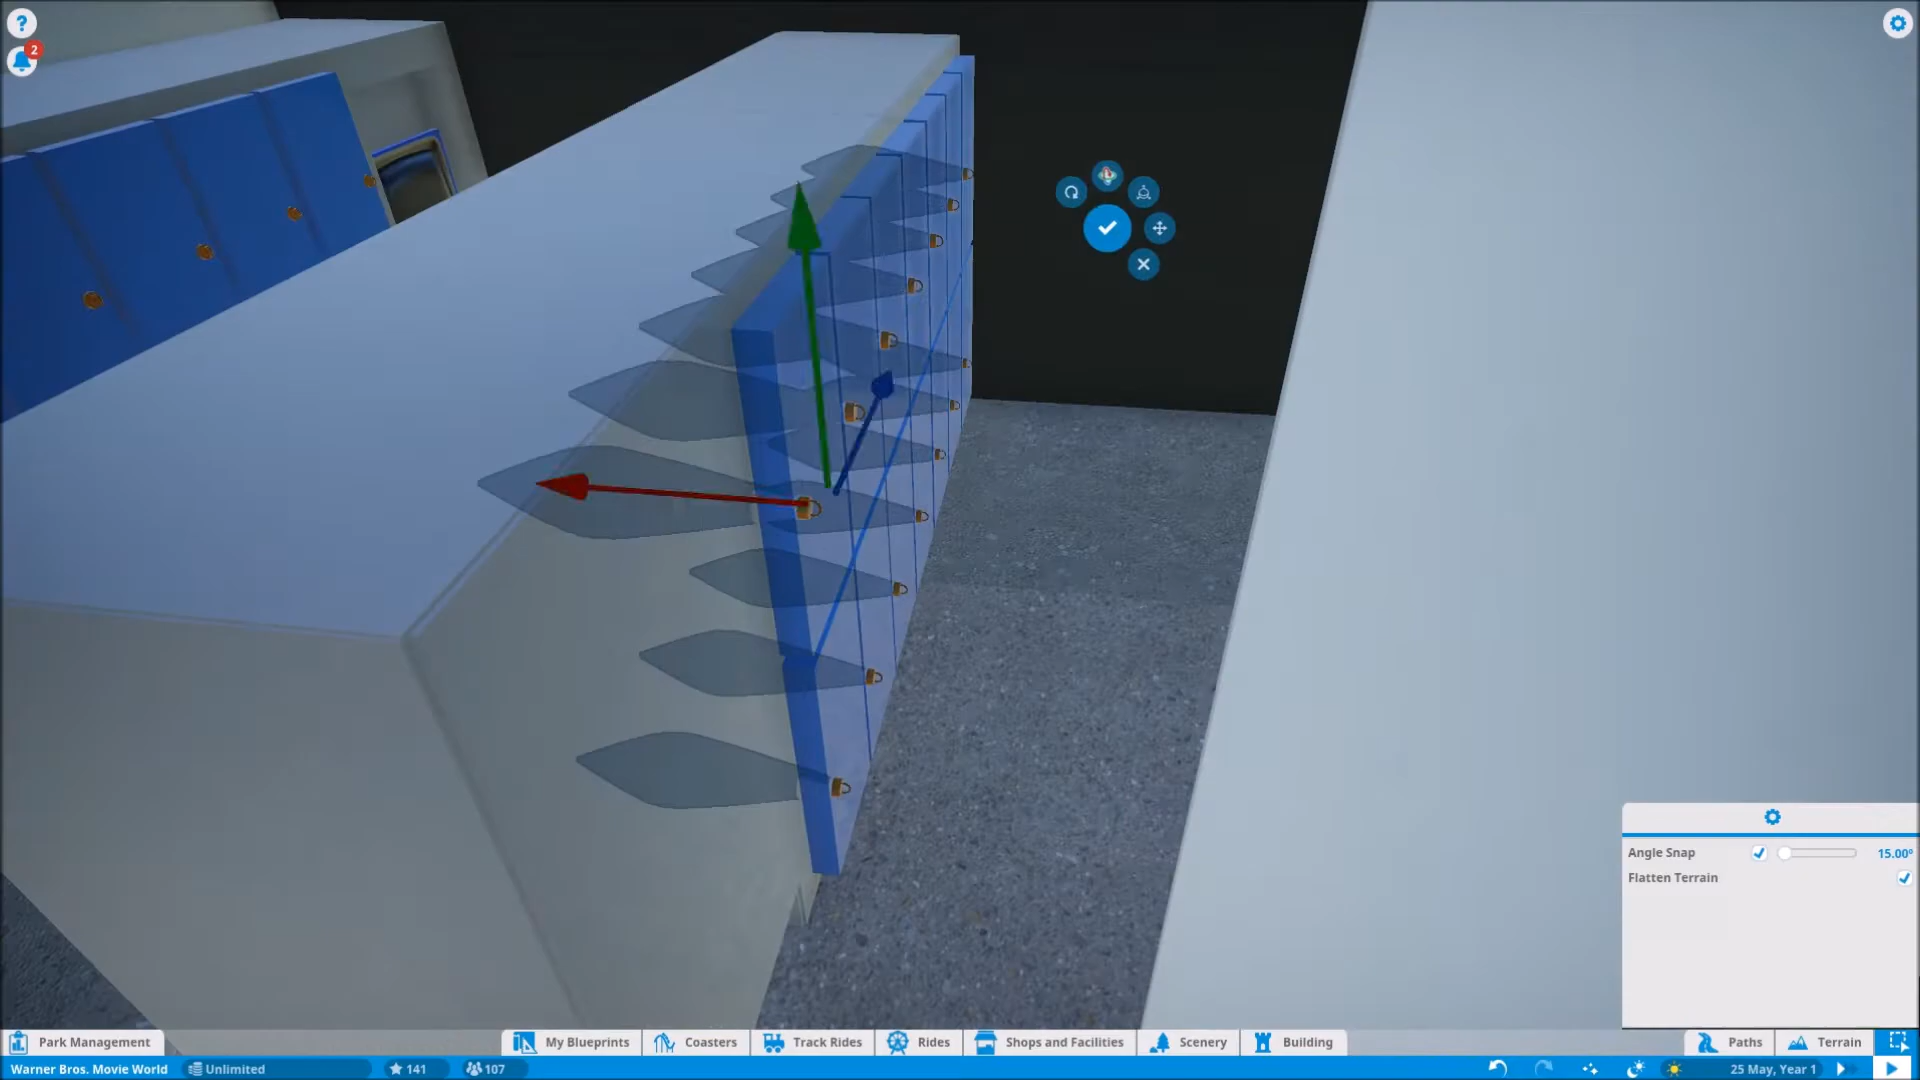 ?
2
Angle Snap 15.00°
Flatten Terrain
Park Management My Blueprints Coasters Track Rides Rides Shops and Facilities Scenery Building Paths Terrain
Warner Bros. Movie World Unlimited 141 107 25 May, Year 1